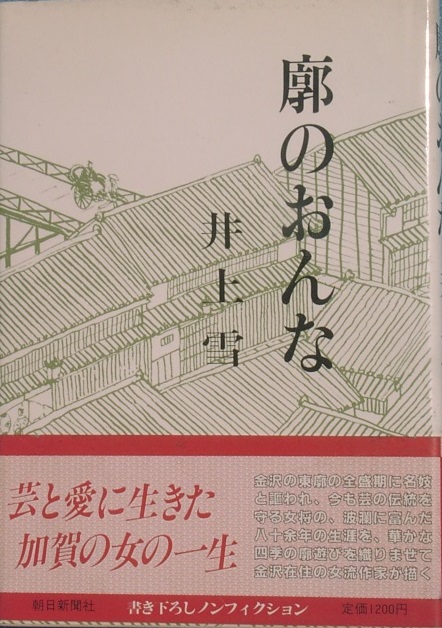 廓のおんな
井上雪
芸と愛に生きた
加賀の女の一生
金沢の東廓の全盛期に名妓
と謳われ、今も芸の伝統を
守る女将の、波瀾に富んだ
八十余年の生涯を、華かな
四季の廓遊びを織りまぜて
金沢在住の女流作家が描く
朝日新聞社
書き下ろしノンフィクション
定価1200円